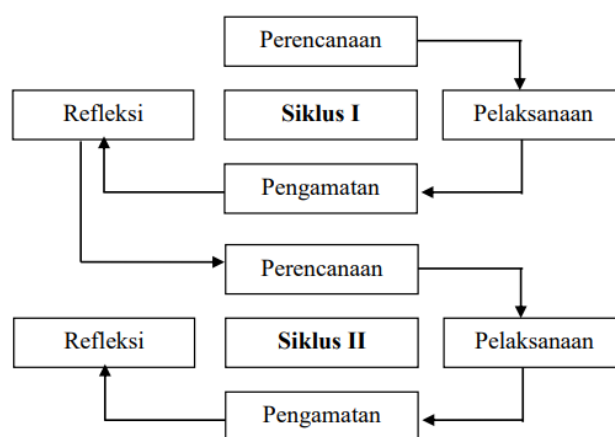 Perencanaan
Refleksi
Siklus I
Pelaksanaan
Pengamatan
Perencanaan
Refleksi
Siklus II
Pelaksanaan
Pengamatan